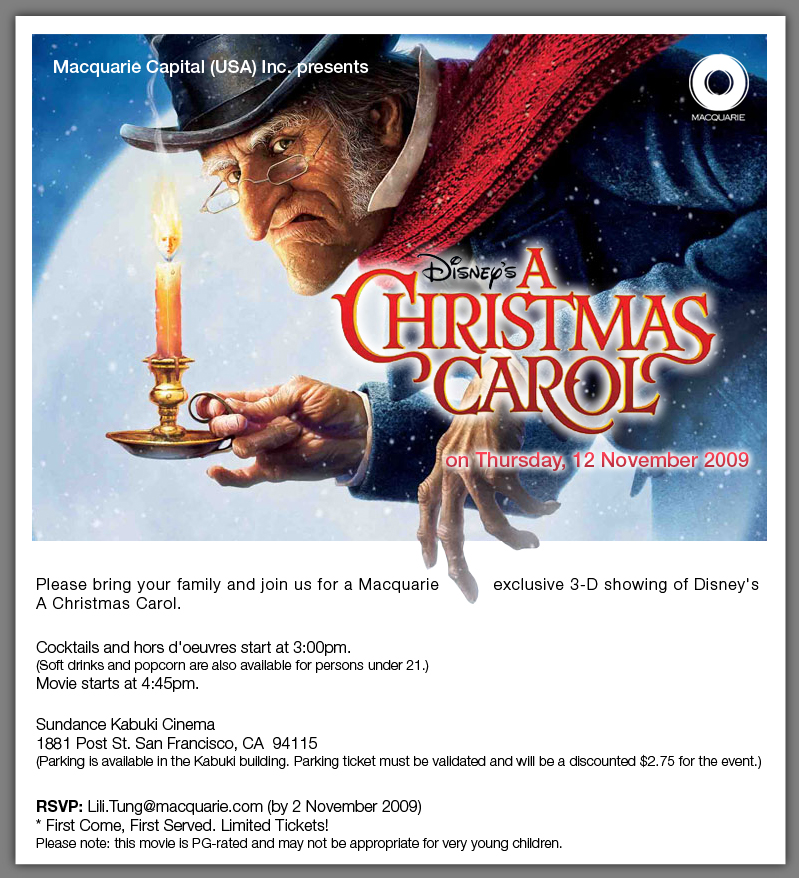 Macquarie Capital (USA) Inc. presents
MACQUARIE
Disney's A
CHRISTMAS
CAROL
on Thursday, 12 November 2009
Please bring your family and join us for a Macquarie exclusive 3-D showing of Disney's
A Christmas Carol.
Cocktails and hors d'oeuvres start at 3:00pm.
(Soft drinks and popcorn are also available for persons under 21.)
Movie starts at 4:45pm.
Sundance Kabuki Cinema
1881 Post St. San Francisco, CA  94115
(Parking is available in the Kabuki building. Parking ticket must be validated and will be a discounted $2.75 for the event.)
RSVP: Lili.Tung@macquarie.com (by 2 November 2009)
* First Come, First Served. Limited Tickets!
Please note: this movie is PG-rated and may not be appropriate for very young children.